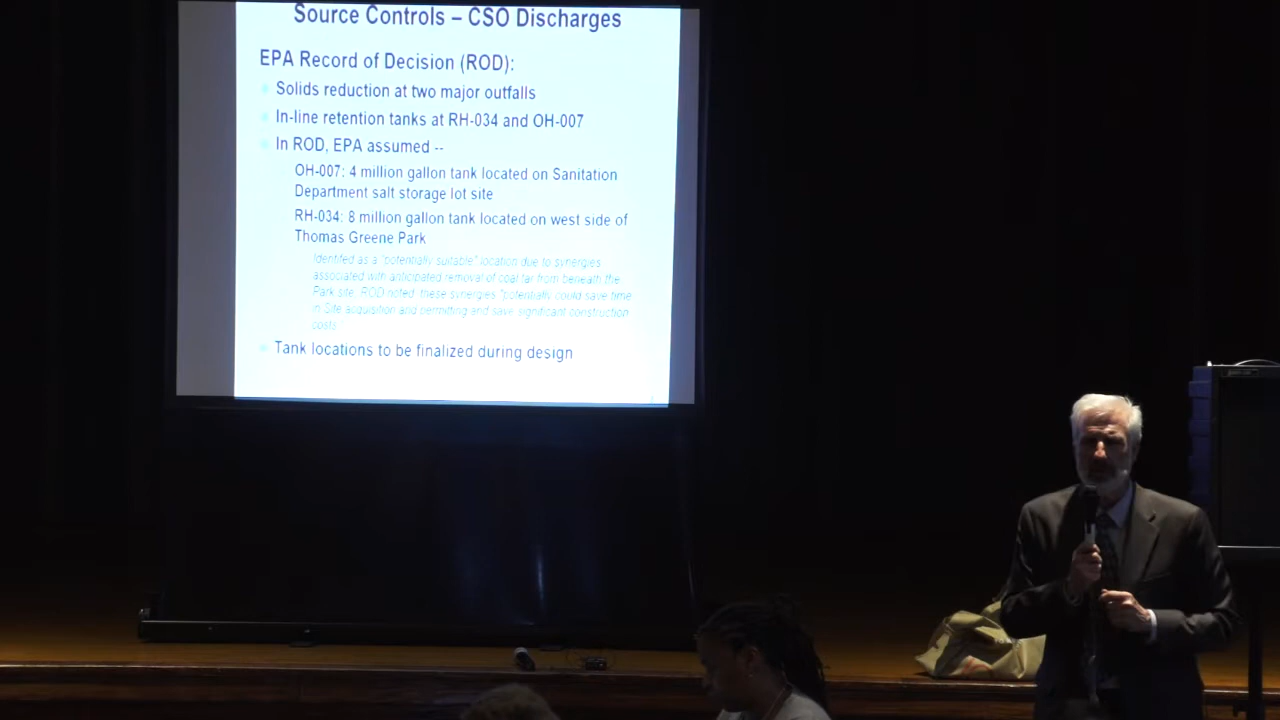 Source Controls – CSO Discharges
EPA Record of Decision (ROD):
Solids reduction at two major outfalls
In-line retention tanks at RH-034 and OH-007
In ROD, EPA assumed --
OH-007: 4 million gallon tank located on Sanitation
Department salt storage lot site
RH-034: 8 million gallon tank located on west side of
Thomas Greene Park
Identifed as a "potentially suitable" location due to synergies
associated with anticipated removal of coal tar from beneath the
Park site. ROD noted these synergies "potentially could save time
in Site acquisition and permitting and save significant construction
costs"
Tank locations to be finalized during design